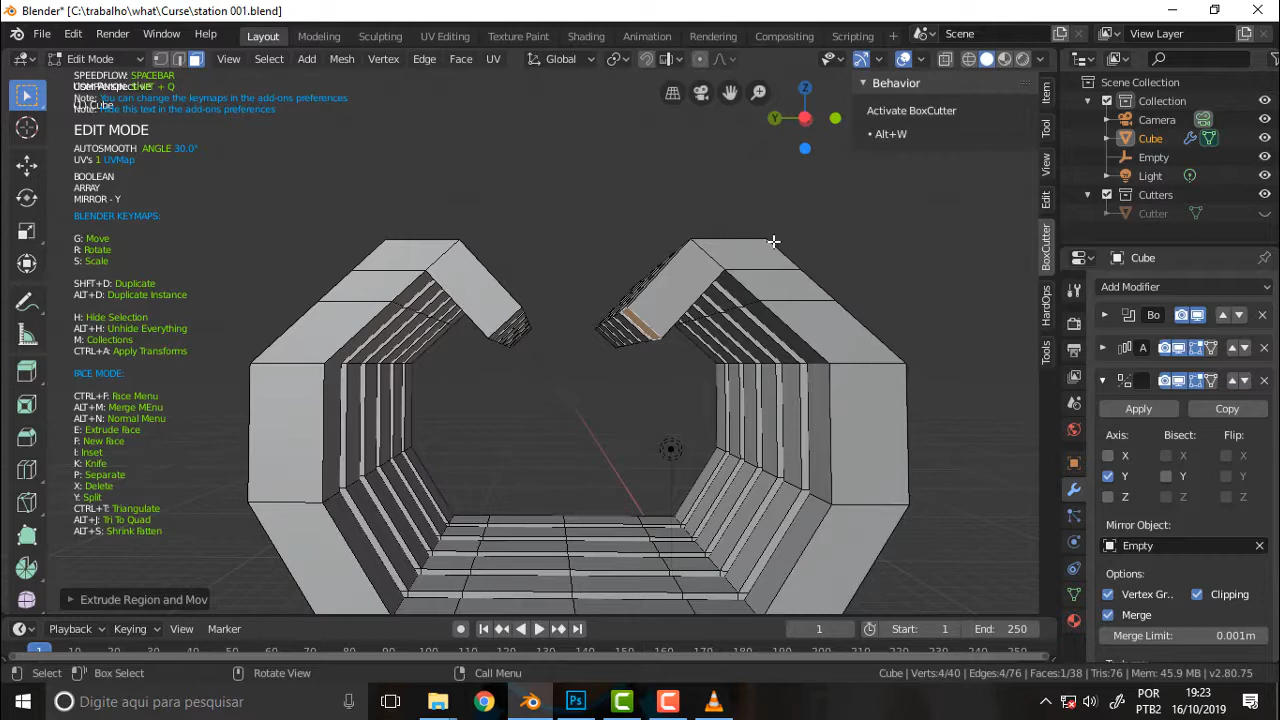 Blender* [C:\trabalho\what\Curse\station 001.blend]
File Edit Render Window Help Layout Modeling Sculpting UV Editing Texture Paint Shading Animation Rendering Compositing Scripting + Scene View Layer
Edit Mode View Select Add Mesh Vertex Edge Face UV Global
SPEEDFLOW: SPACEBAR
Note: You can change the keymaps in the add-ons preferences
Note: Hide this text in the add-ons preferences
EDIT MODE
AUTOSMOOTH ANGLE 30.0°
UV's 1 UVMap
BOOLEAN
ARRAY
MIRROR - Y
BLENDER KEYMAPS:
G: Move
R: Rotate
S: Scale
SHFT+D: Duplicate
ALT+D: Duplicate Instance
H: Hide Selection
ALT+H: Unhide Everything
M: Collections
CTRL+A: Apply Transforms
FACE MODE:
CTRL+F: Face Menu
ALT+M: Merge MEnu
ALT+N: Normal Menu
E: Extrude Face
F: New Face
I: Inset
K: Knife
P: Separate
X: Delete
Y: Split
CTRL+T: Triangulate
ALT+J: Tri To Quad
ALT+S: Shrink Fatten
Extrude Region and Mov
Z
Y
Behavior
Activate BoxCutter
• Alt+W
Item
Tool
View
Edit
BoxCutter
HardOps
Tools
Scene Collection
Collection
Camera
Cube
Empty
Light
Cutters
Cutter
Cube
Add Modifier
Bo
A
Apply Copy
Axis: Bisect: Flip:
X X X
Y Y Y
Z Z Z
Mirror Object:
Empty
Options:
Vertex Gr.. Clipping
Merge
Merge Limit: 0.001m
Playback Keying View Marker 1 Start: 1 End: 250
10 20 30 40 50 60 70 80 90 100 110 120 130 140 150 160 170 180 190 200 210 220 230 240 250
Select Box Select Rotate View Call Menu Cube | Verts:4/40 | Edges:4/76 | Faces:1/38 | Tris:76 | Mem: 45.9 MB | v2.80.75
Digite aqui para pesquisar
Ps
POR
PTB2
19:23
16/10/2019